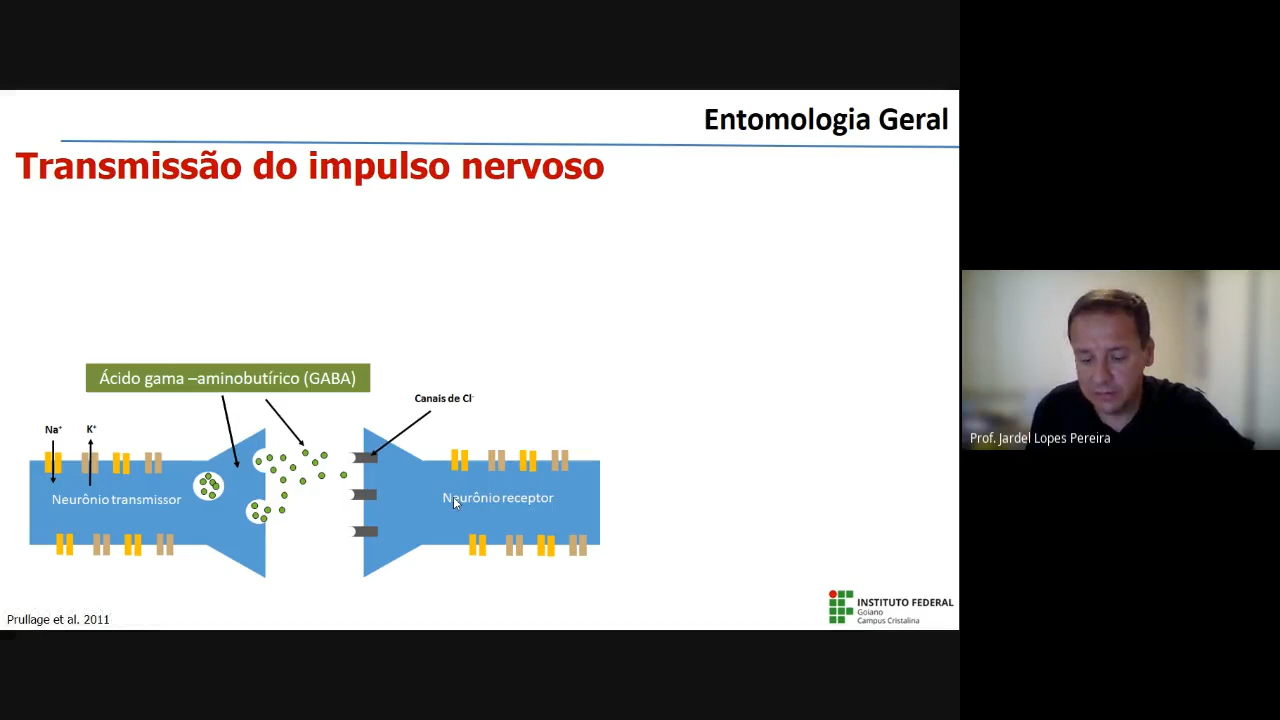 Entomologia Geral
Transmissão do impulso nervoso
Ácido gama –aminobutírico (GABA)
Canais de Cl⁻
Na⁺
K⁺
Neurônio transmissor
Neurônio receptor
Prof. Jardel Lopes Pereira
INSTITUTO FEDERAL
Goiano
Campus Cristalina
Prullage et al. 2011